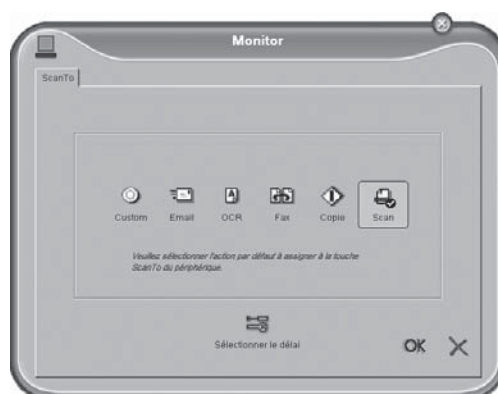 Monitor
ScanTo
Custom Email OCR Fax Copie Scan
Veuillez sélectionner l'action par défaut à assigner à la touche
ScanTo du périphérique.
Sélectionner le délai
OK